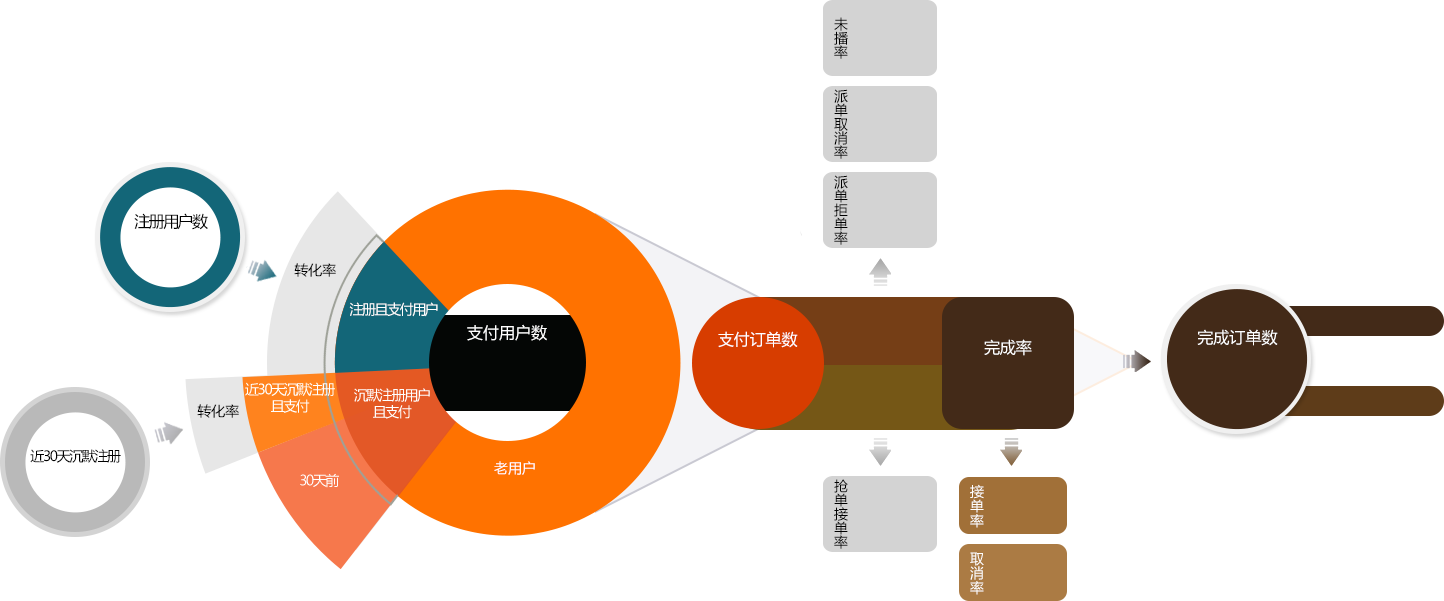 注册用户数
转化率
注册且支付用户
支付用户数
近30天沉默注册
转化率
近30天沉默注册
且支付
沉默注册用户
且支付
30天前
老用户
未播率
派单取消率
派单拒单率
支付订单数
完成率
抢单接单率
接单率
取消率
完成订单数